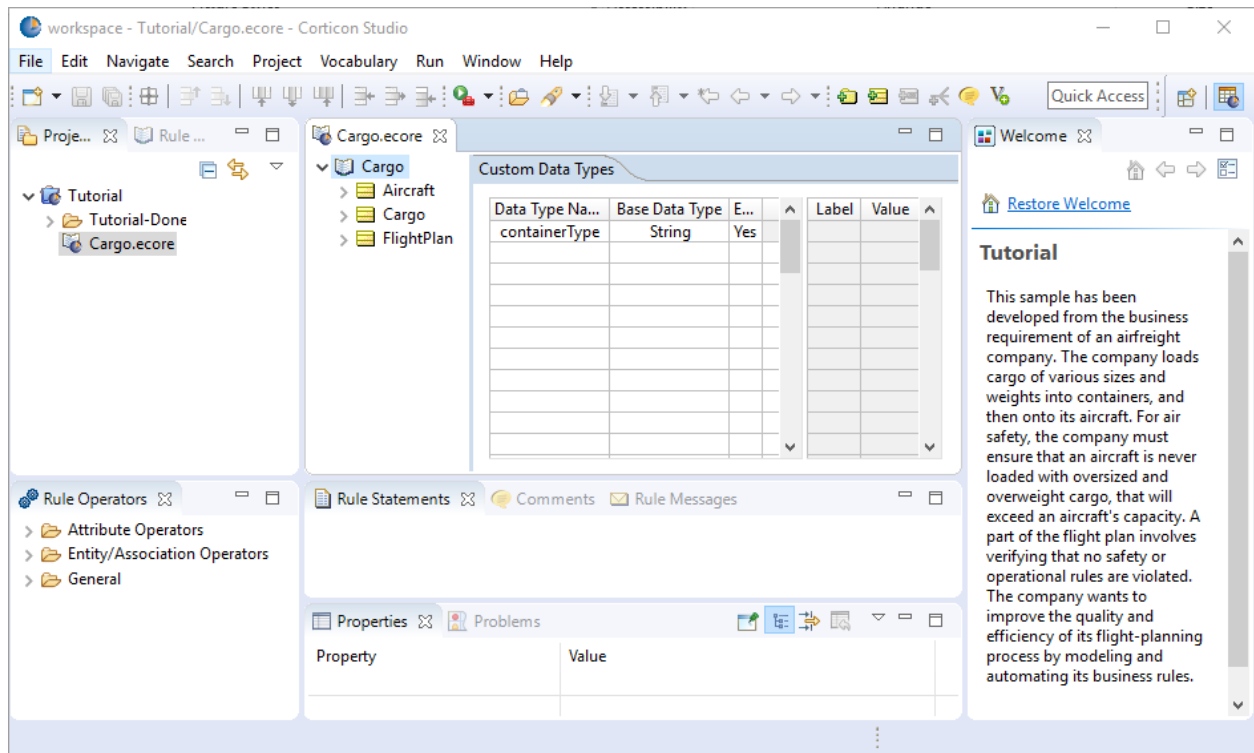 workspace - Tutorial/Cargo.ecore - Corticon Studio
File Edit Navigate Search Project Vocabulary Run Window Help
Quick Access
Proje... Rule ...
Tutorial
Tutorial-Done
Cargo.ecore
Cargo.ecore
Cargo
Aircraft
Cargo
FlightPlan
Custom Data Types
Data Type Na... Base Data Type E... Label Value
containerType String Yes
Welcome
Restore Welcome
Tutorial
This sample has been
developed from the business
requirement of an airfreight
company. The company loads
cargo of various sizes and
weights into containers, and
then onto its aircraft. For air
safety, the company must
ensure that an aircraft is never
loaded with oversized and
overweight cargo, that will
exceed an aircraft's capacity. A
part of the flight plan involves
verifying that no safety or
operational rules are violated.
The company wants to
improve the quality and
efficiency of its flight-planning
process by modeling and
automating its business rules.
Rule Operators
Attribute Operators
Entity/Association Operators
General
Rule Statements Comments Rule Messages
Properties Problems
Property Value